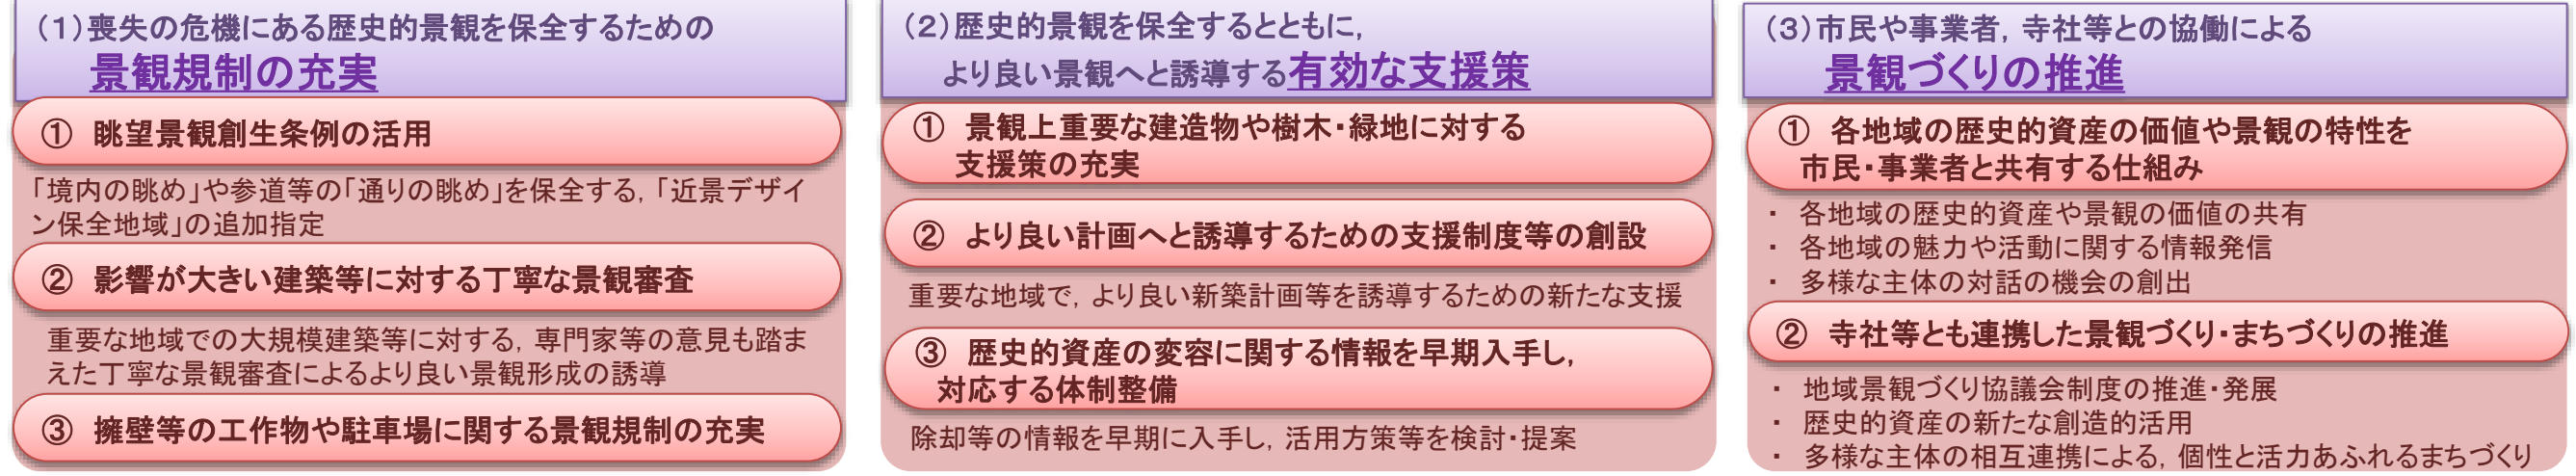 （１）喪失の危機にある歴史的景観を保全するための
景観規制の充実
① 眺望景観創生条例の活用
「境内の眺め」や参道等の「通りの眺め」を保全する，「近景デザイ
ン保全地域」の追加指定
② 影響が大きい建築等に対する丁寧な景観審査
重要な地域での大規模建築等に対する，専門家等の意見も踏ま
えた丁寧な景観審査によるより良い景観形成の誘導
③ 擁壁等の工作物や駐車場に関する景観規制の充実
（２）歴史的景観を保全するとともに，
より良い景観へと誘導する有効な支援策
① 景観上重要な建造物や樹木・緑地に対する
支援策の充実
② より良い計画へと誘導するための支援制度等の創設
重要な地域で，より良い新築計画等を誘導するための新たな支援
③ 歴史的資産の変容に関する情報を早期入手し，
対応する体制整備
除却等の情報を早期に入手し，活用方策等を検討・提案
（３）市民や事業者，寺社等との協働による
景観づくりの推進
① 各地域の歴史的資産の価値や景観の特性を
市民・事業者と共有する仕組み
・ 各地域の歴史的資産や景観の価値の共有
・ 各地域の魅力や活動に関する情報発信
・ 多様な主体の対話の機会の創出
② 寺社等とも連携した景観づくり・まちづくりの推進
・ 地域景観づくり協議会制度の推進・発展
・ 歴史的資産の新たな創造的活用
・ 多様な主体の相互連携による，個性と活力あふれるまちづくり